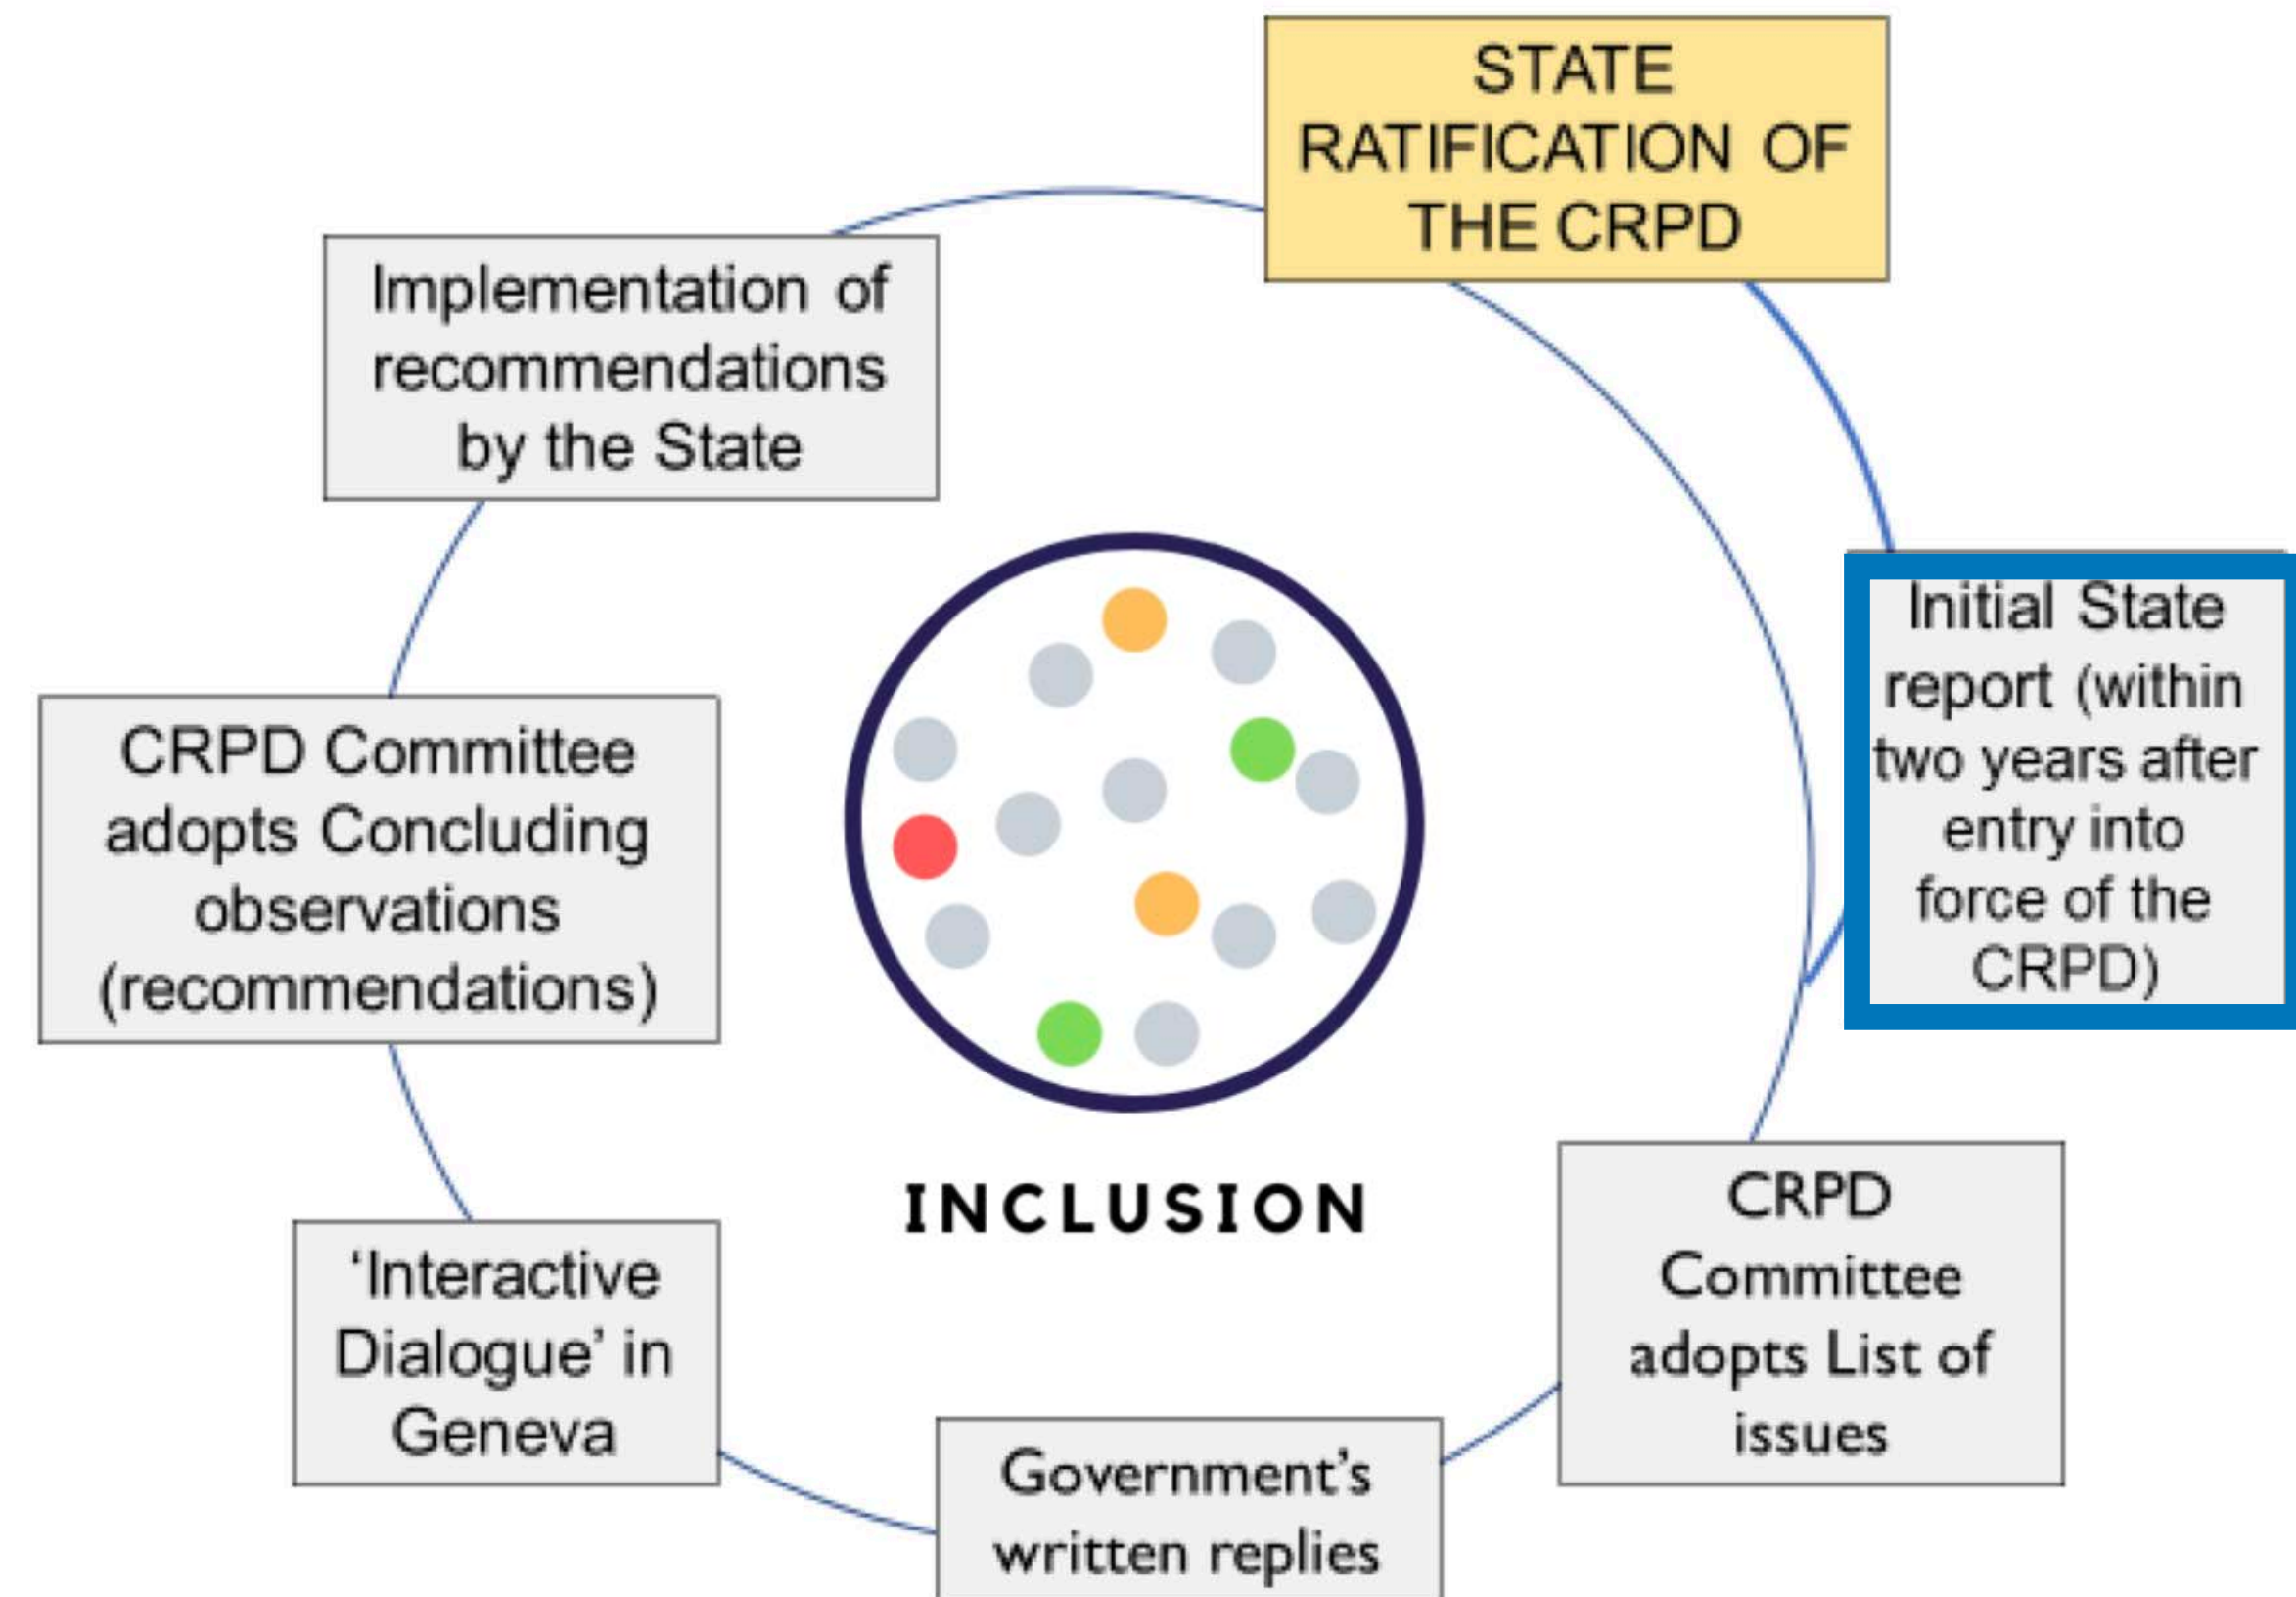 STATE
RATIFICATION OF
THE CRPD
Initial State
report (within
two years after
entry into
force of the
CRPD)
CRPD
Committee
adopts List of
issues
Government's
written replies
‘Interactive
Dialogue’ in
Geneva
CRPD Committee
adopts Concluding
observations
(recommendations)
Implementation of
recommendations
by the State
INCLUSION